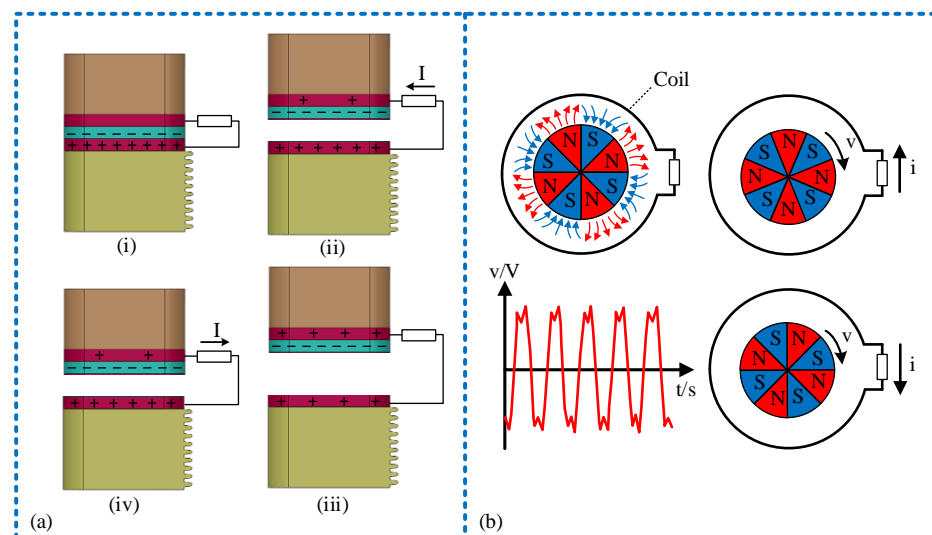 I
(i)
(ii)
I
(iv)
(iii)
(a)
Coil
N S
S N
N S
S N
N
S S
N N
S S
N
v
i
v/V
t/s
S N
N S
S N
N S
v
i
(b)